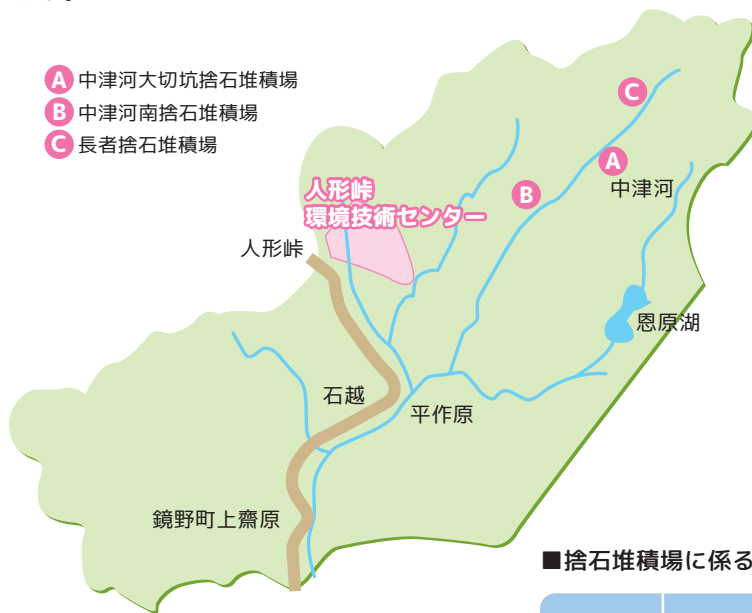 A 中津河大切坑捨石堆積場
B 中津河南捨石堆積場
C 長者捨石堆積場
C
A
B
中津河
人形峠
環境技術センター
人形峠
恩原湖
石越
平作原
鏡野町上齋原
■捨石堆積場に係る